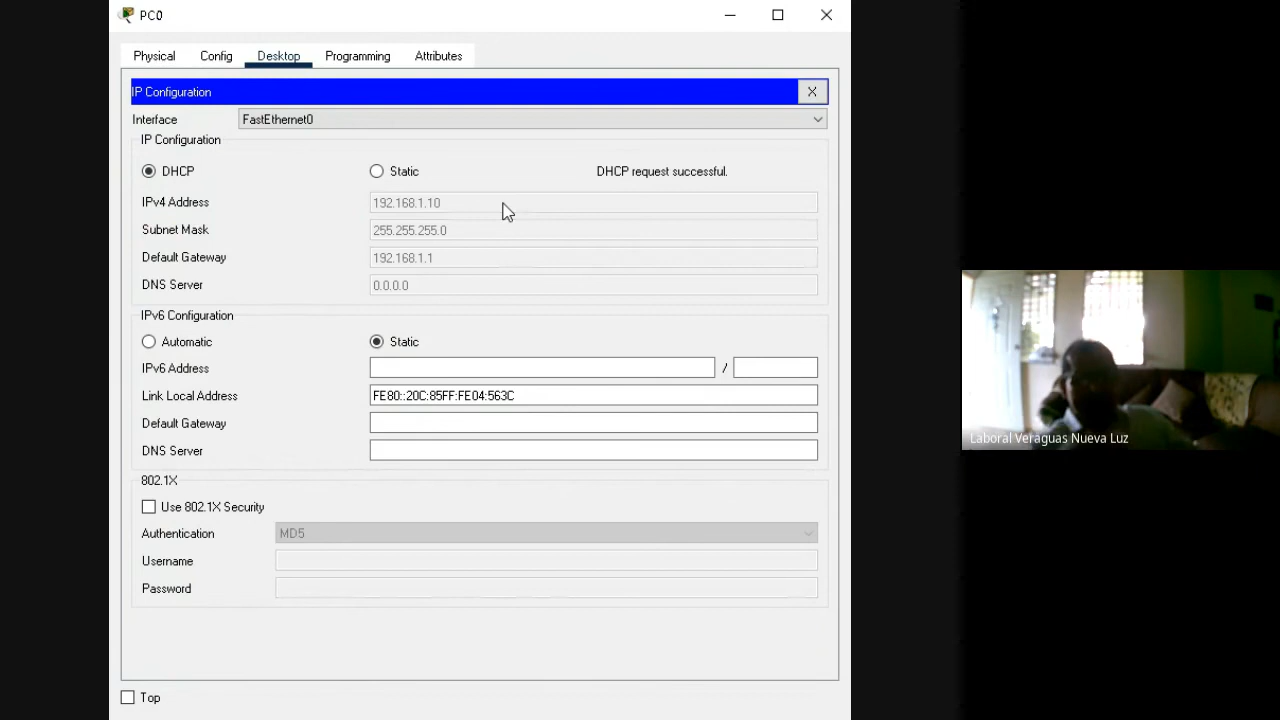 PC0
Physical Config Desktop Programming Attributes
IP Configuration X
Interface FastEthernet0
IP Configuration
DHCP Static DHCP request successful.
IPv4 Address 192.168.1.10
Subnet Mask 255.255.255.0
Default Gateway 192.168.1.1
DNS Server 0.0.0.0
IPv6 Configuration
Automatic Static
IPv6 Address /
Link Local Address FE80::20C:85FF:FE04:563C
Default Gateway
DNS Server
802.1X
Use 802.1X Security
Authentication MD5
Username
Password
Top
Laboral Veraguas Nueva Luz